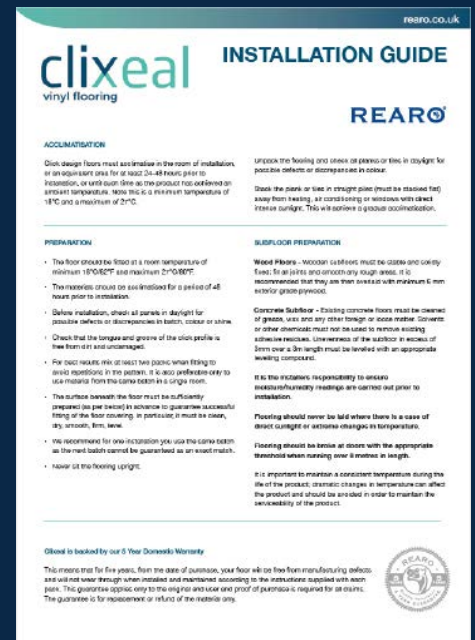 rearo.co.uk
clixeal
vinyl flooring
INSTALLATION GUIDE
REARO
ACCLIMATISATION
Click design floors must acclimatise in the room of installation,
or an equivalent area for at least 24-48 hours prior to
installation, or until such time as the product has achieved an
ambient temperature. Note this is a minimum temperature of
18°C and a maximum of 27°C.
Unpack the flooring and check all planks or tiles in daylight for
possible defects or discrepancies in colour.
Stack the plank or tiles in straight piles (must be stacked flat)
away from heating, air conditioning or windows with direct
intense sunlight. This will achieve a gradual acclimatisation.
PREPARATION
• The floor should be fitted at a room temperature of
minimum and maximum
• The materials should be acclimatised for a period of 48
hours prior to installation.
• Before installation, check all panels in daylight for
possible defects or discrepancies in batch, colour or shine.
• Check that the tongue and groove of the click profile is
free from dirt and undamaged.
• For best results mix at least two packs when fitting to
avoid repetitions in the pattern. It is also preferable only to
use material from the same batch in a single room.
• The surface beneath the floor must be sufficiently
prepared (as per below) in advance to guarantee successful
fitting of the floor covering. In particular, it must be clean,
dry, smooth, firm, level.
• We recommend for one installation you use the same batch
as the next batch cannot be guaranteed as an exact match.
• Never sit the flooring upright.
SUBFLOOR PREPARATION
Wood Floors - Wooden subfloors must be stable and solidly
fixed; fix all joints and smooth any rough areas. It is
recommended that they are then overlaid with minimum 6 mm
exterior grade plywood.
Concrete Subfloor - Existing concrete floors must be cleaned
of grease, wax and any other foreign or loose matter. Solvents
or other chemicals must not be used to remove existing
adhesive residues. Unevenness of the subfloor in excess of
3mm over a 3m length must be levelled with an appropriate
levelling compound.
It is the installers responsibility to ensure
moisture/humidity readings are carried out prior to
installation.
Flooring should never be laid where there is a case of
direct sunlight or extreme changes in temperature.
Flooring should be broke at doors with the appropriate
threshold when running over 8 metres in length.
It is important to maintain a consistent temperature during the
life of the product; dramatic changes in temperature can affect
the product and should be avoided in order to maintain the
serviceability of the product.
Clixeal is backed by our 5 Year Domestic Warranty
This means that for five years, from the date of purchase, your floor will be free from manufacturing defects
and will not wear through when installed and maintained according to the instructions supplied with each
pack. This guarantee applies only to the original end user and proof of purchase is required for all claims.
The guarantee is for replacement or refund of the material only.
REARO